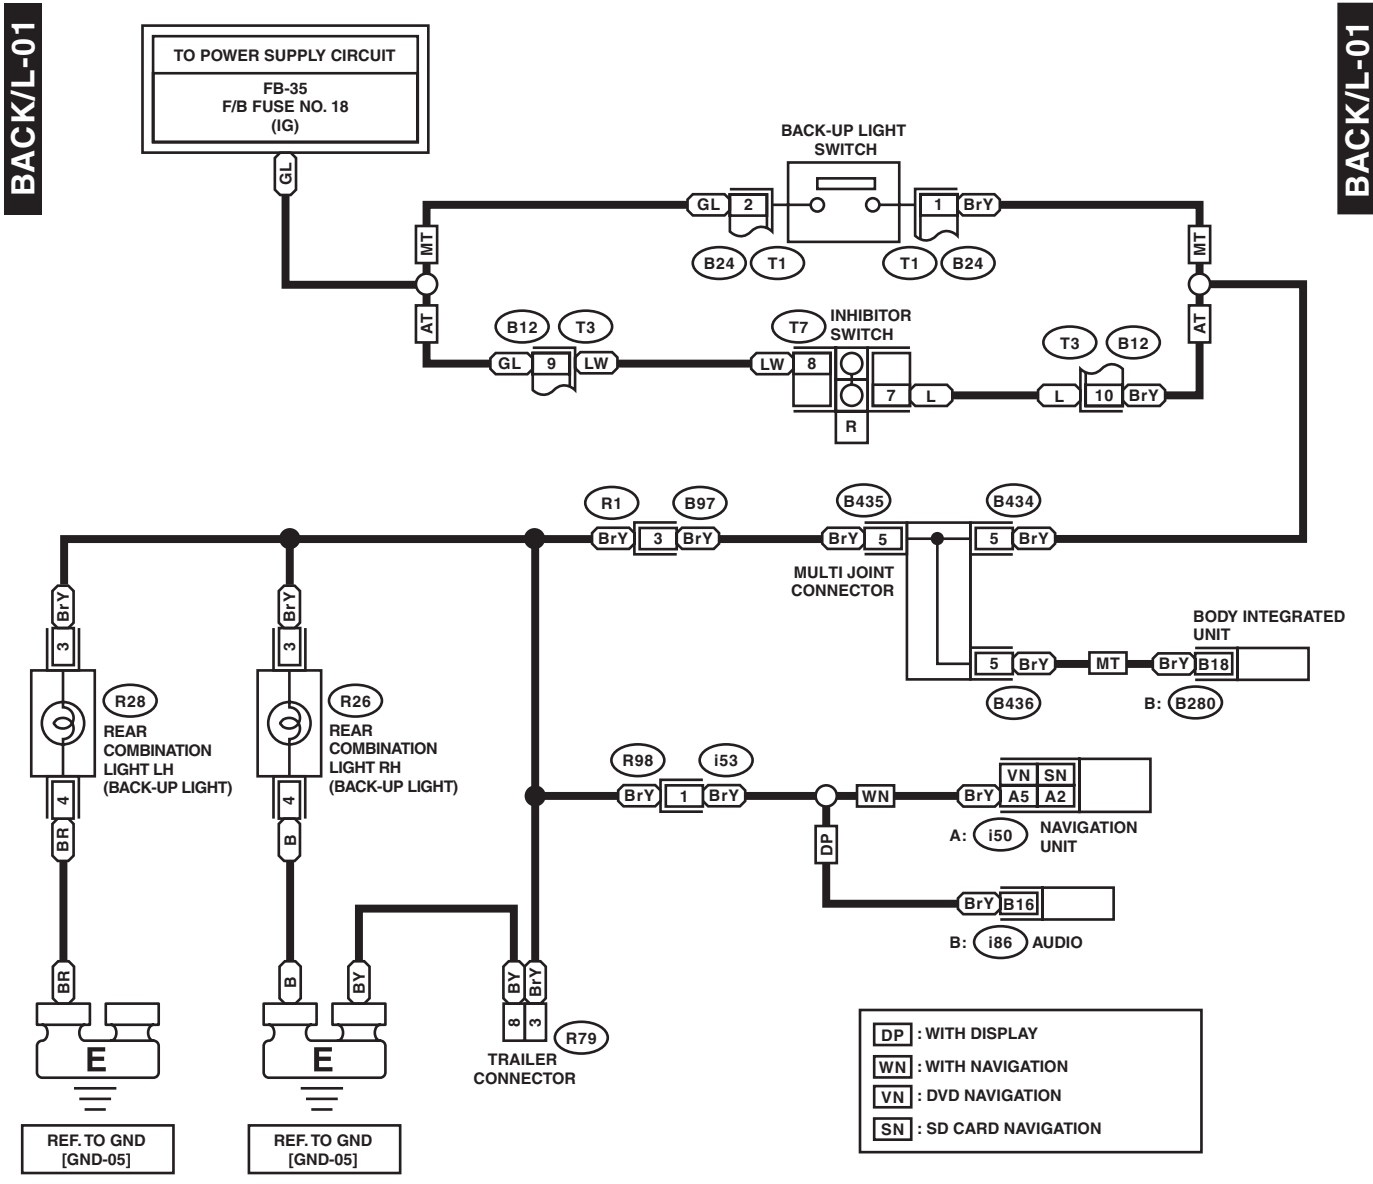 BACK/L-01
BACK/L-01
TO POWER SUPPLY CIRCUIT
FB-35
F/B FUSE NO. 18
(IG)
GL
BACK-UP LIGHT
SWITCH
MT
GL
2
1
BrY
MT
B24
T1
T1
B24
AT
B12
T3
T7
INHIBITOR
SWITCH
T3
B12
AT
GL
9
LW
LW
8
7
L
L
10
BrY
R
R1
B97
B435
B434
BrY
3
BrY
BrY
5
5
BrY
MULTI JOINT
CONNECTOR
BODY INTEGRATED
UNIT
5
BrY
MT
BrY
B18
B436
B: B280
BrY
3
R28
REAR
COMBINATION
LIGHT LH
(BACK-UP LIGHT)
4
BR
BR
BrY
3
R26
REAR
COMBINATION
LIGHT RH
(BACK-UP LIGHT)
4
B
B
BY
R98
i53
BrY
1
BrY
WN
BrY
VN
SN
A5
A2
A: i50
NAVIGATION
UNIT
DP
BrY
B16
B: i86 AUDIO
BY
BrY
8
3
R79
TRAILER
CONNECTOR
E
E
REF. TO GND
[GND-05]
REF. TO GND
[GND-05]
DP : WITH DISPLAY
WN : WITH NAVIGATION
VN : DVD NAVIGATION
SN : SD CARD NAVIGATION